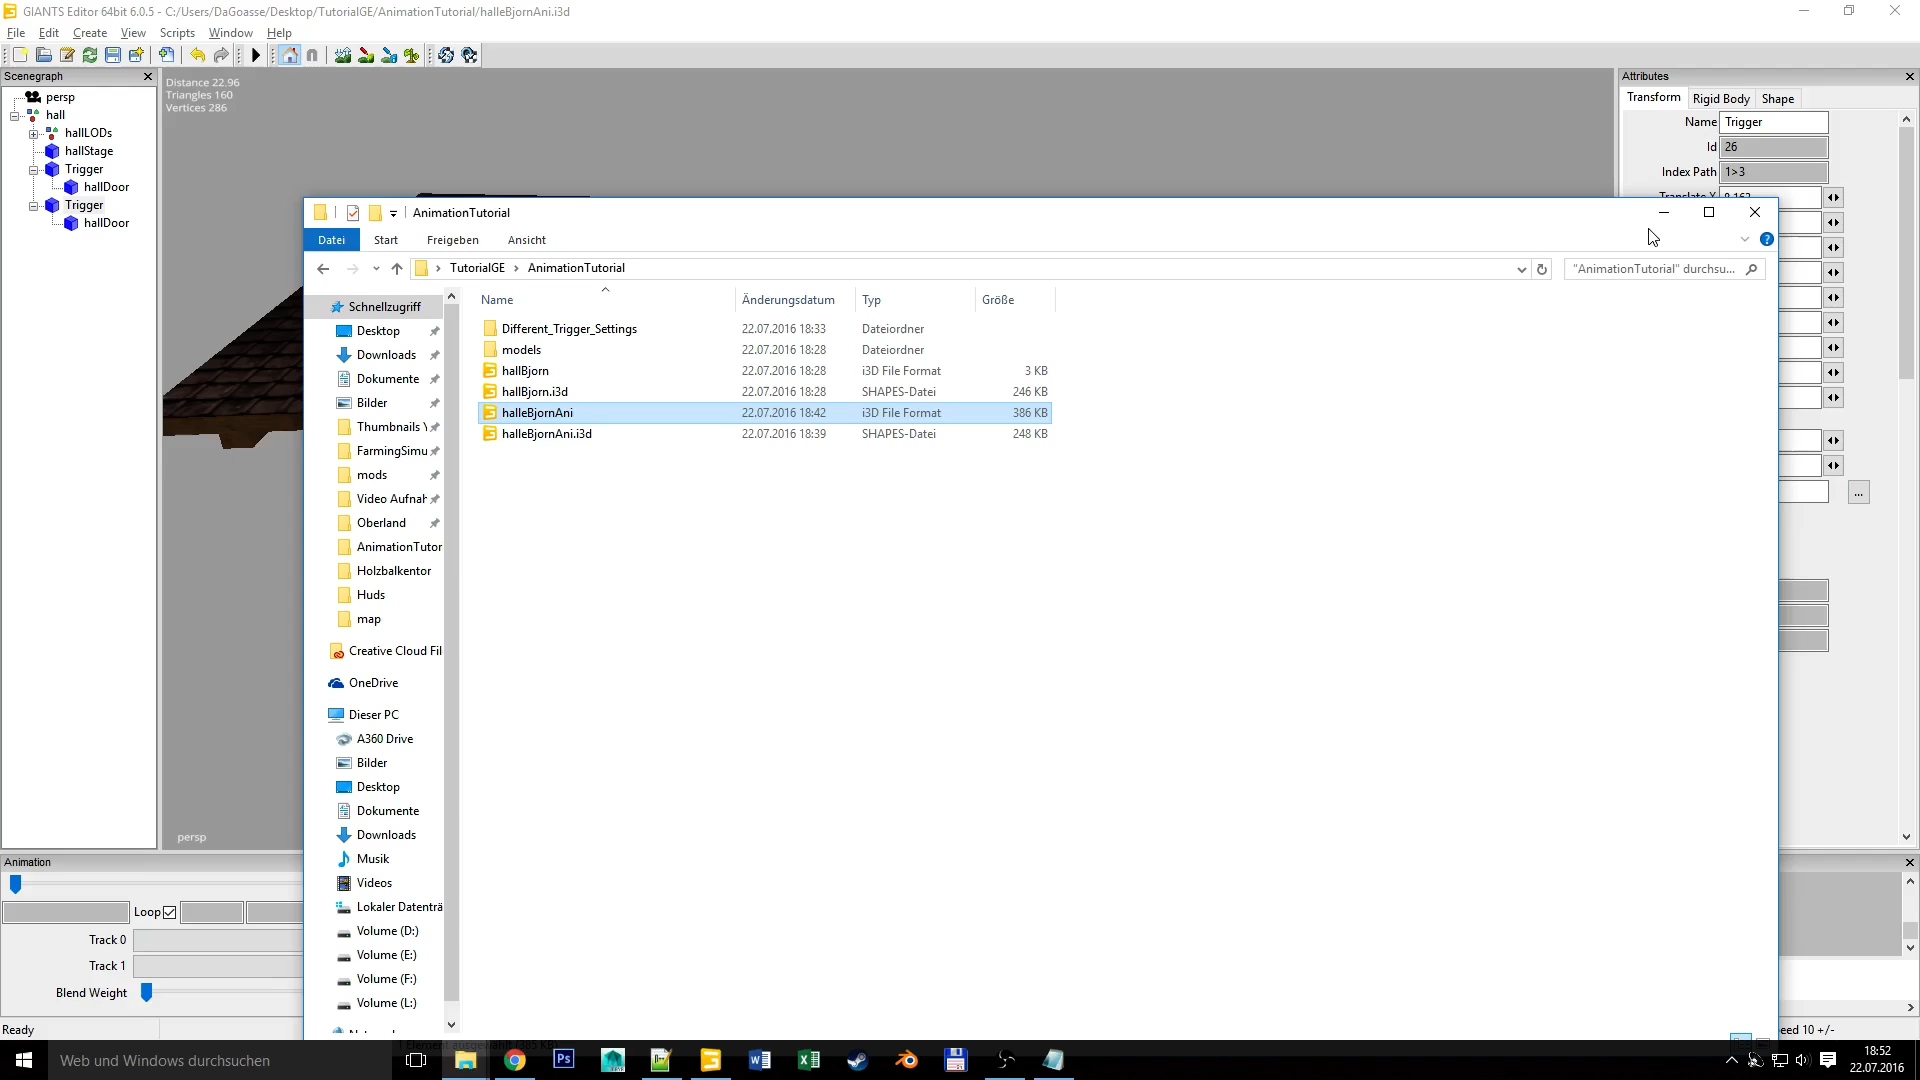 GIANTS Editor 64bit 6.0.5 - C:/Users/DaGoasse/Desktop/TutorialGE/AnimationTutorial/halleBjornAni.i3d
File Edit Create View Scripts Window Help
Scenegraph
persp
hall
hallLODs
hallStage
Trigger
hallDoor
Trigger
hallDoor
Distance 22.96
Triangles 160
Vertices 286
persp
Attributes
Transform Rigid Body Shape
Name Trigger
Id 26
Index Path 1>3
...
AnimationTutorial
Datei Start Freigeben Ansicht
TutorialGE > AnimationTutorial
"AnimationTutorial" durchsu...
Schnellzugriff
Desktop
Downloads
Dokumente
Bilder
Thumbnails
FarmingSimu
mods
Video Aufnah
Oberland
AnimationTutor
Holzbalkentor
Huds
map
Creative Cloud Fil
OneDrive
Dieser PC
A360 Drive
Bilder
Desktop
Dokumente
Downloads
Musik
Videos
Lokaler Datenträ
Volume (D:)
Volume (E:)
Volume (F:)
Volume (L:)
Name Änderungsdatum Typ Größe
Different_Trigger_Settings 22.07.2016 18:33 Dateiordner
models 22.07.2016 18:28 Dateiordner
hallBjorn 22.07.2016 18:28 i3D File Format 3 KB
hallBjorn.i3d 22.07.2016 18:28 SHAPES-Datei 246 KB
halleBjornAni 22.07.2016 18:42 i3D File Format 386 KB
halleBjornAni.i3d 22.07.2016 18:39 SHAPES-Datei 248 KB
Animation
Loop
Track 0
Track 1
Blend Weight
Ready
eed 10 +/-
Web und Windows durchsuchen
Ps
18:52
22.07.2016